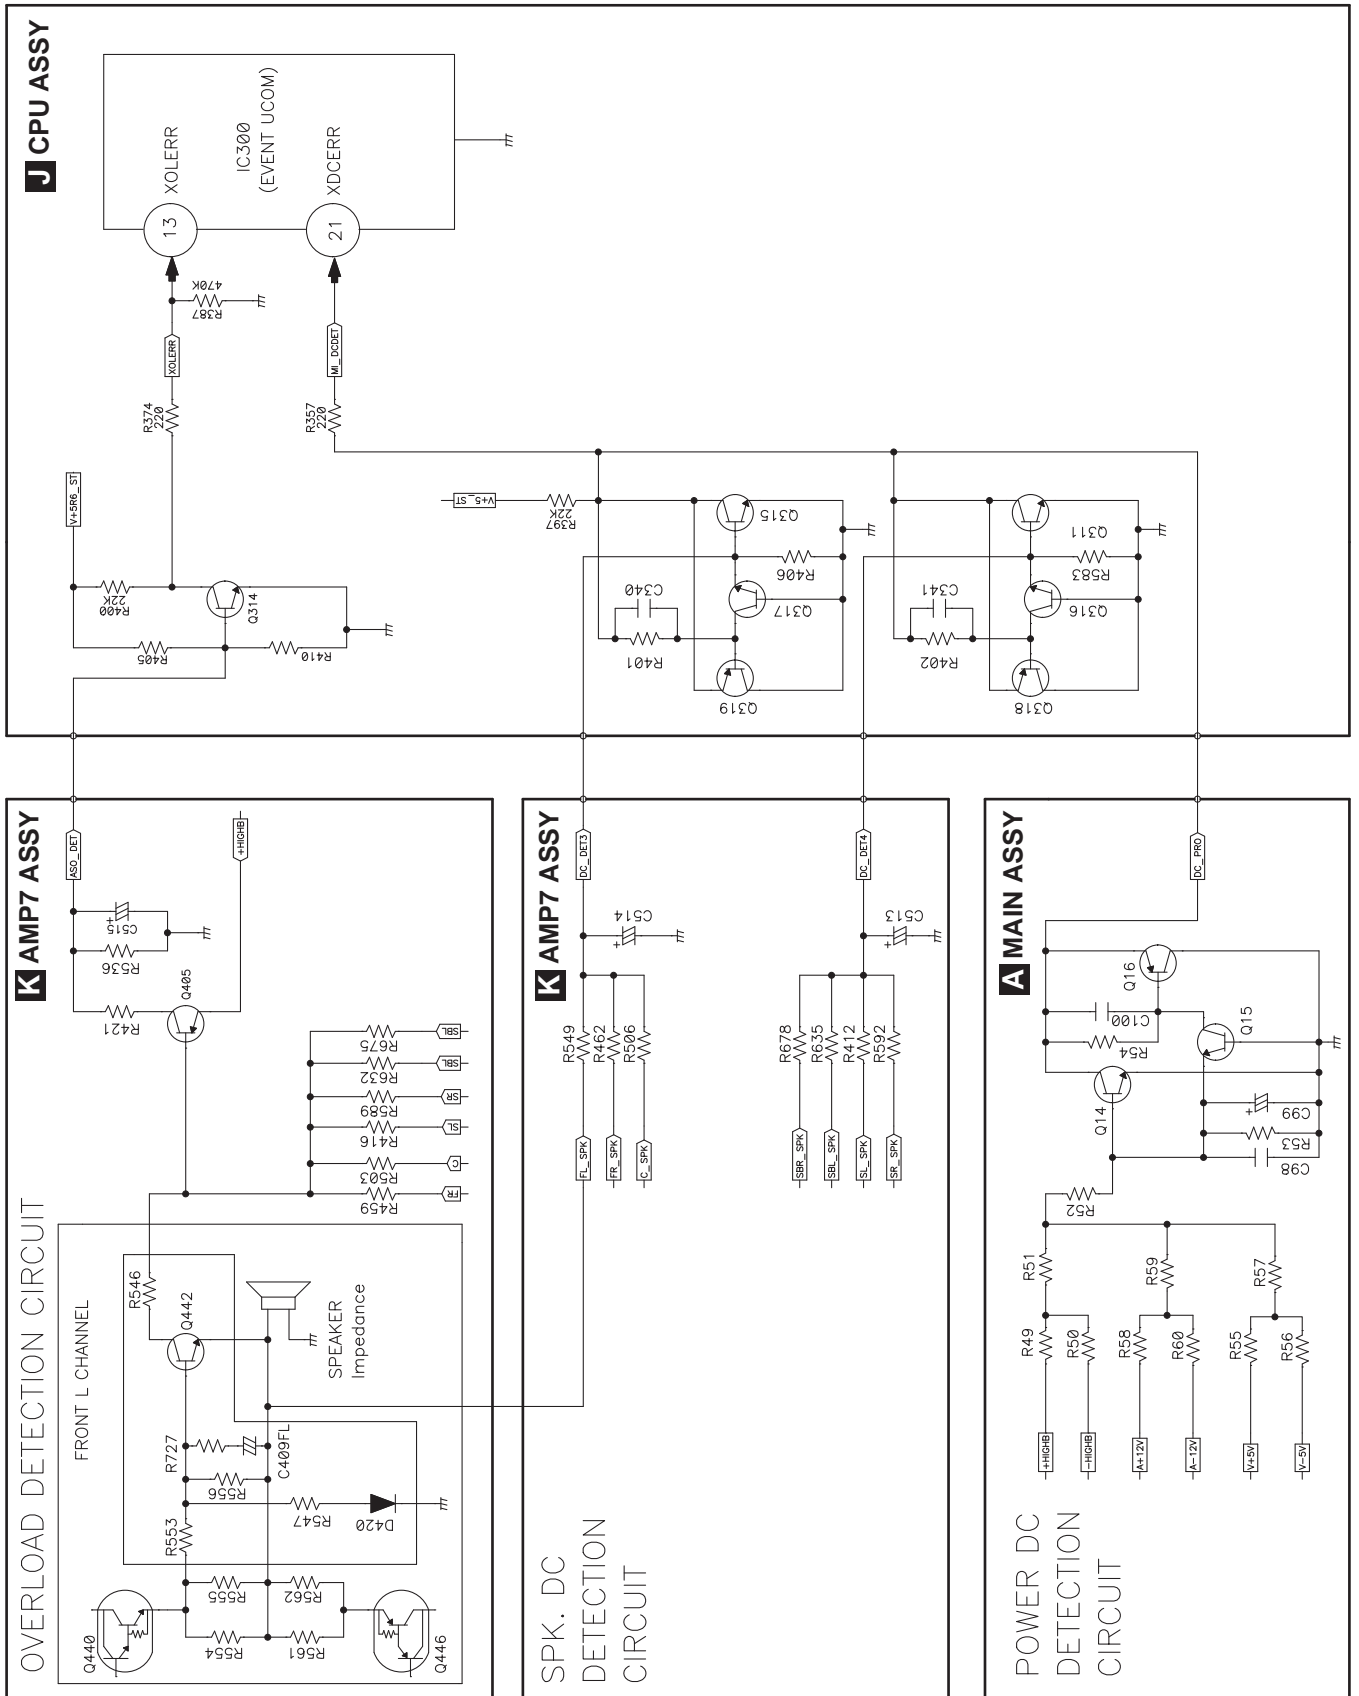 J CPU ASSY
IC300
(EVENT UCOM)
XOLERR
XDCERR
13
21
R387
470K
XOLERR
MI_DCDET
R374
220
R357
220
V+5R6_ST
V+5_ST
R400
22K
R397
22K
R405
R410
Q314
Q315
R406
Q317
C340
R401
Q319
Q311
R583
Q316
C341
R402
Q318
K AMP7 ASSY
ASO_DET
+HIGHB
C515
+
R536
R421
Q405
SBL
SBL
SR
SL
C
FR
R675
R632
R589
R416
R503
R459
OVERLOAD DETECTION CIRCUIT
FRONT L CHANNEL
R546
Q442
SPEAKER
Impedance
R727
C409FL
R556
R547
D420
R553
R555
R562
R554
R561
Q440
Q446
K AMP7 ASSY
DC_DET3
DC_DET4
C514
+
C513
+
R549
R462
R506
R678
R635
R412
R592
FL_SPK
FR_SPK
C_SPK
SBR_SPK
SBL_SPK
SL_SPK
SR_SPK
SPK. DC
DETECTION
CIRCUIT
A MAIN ASSY
DC_PRO
Q16
C100
R54
Q15
Q14
C99
+
R53
C98
R52
R51
R59
R57
R49
R50
R58
R60
R55
R56
+HIGHB
-HIGHB
A+12V
A-12V
V+5V
V-5V
POWER DC
DETECTION
CIRCUIT